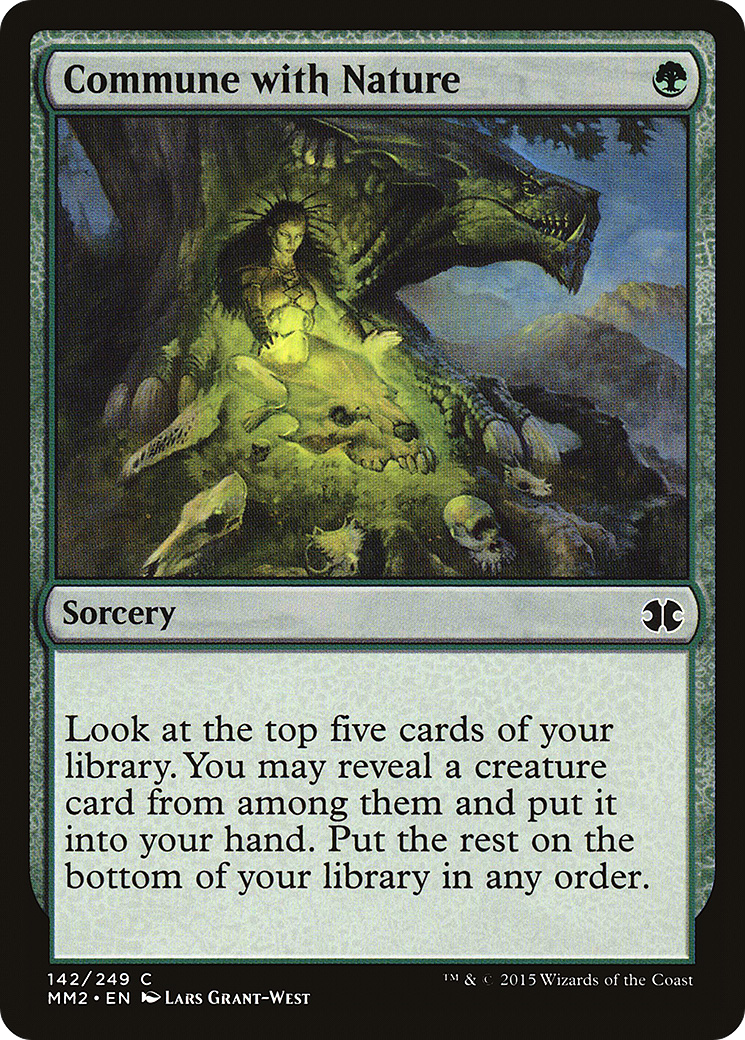 Commune with Nature
Sorcery
Look at the top five cards of your
library. You may reveal a creature
card from among them and put it
into your hand. Put the rest on the
bottom of your library in any order.
142/249 C
™ & © 2015 Wizards of the Coast
MM2 • EN Lars Grant-West